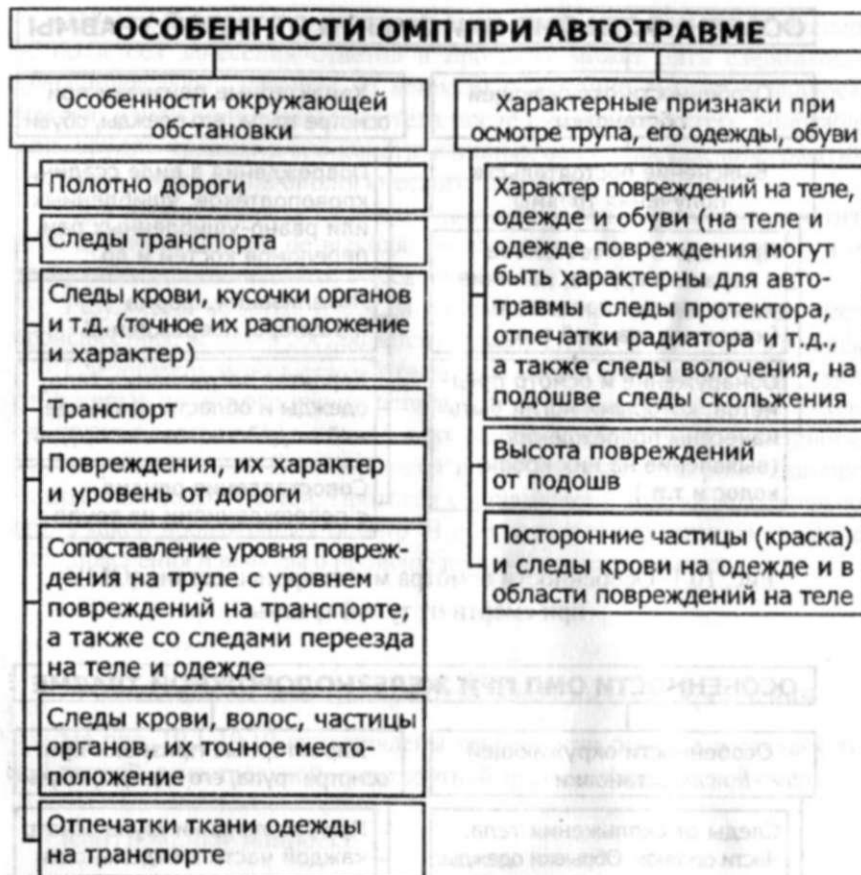 ОСОБЕННОСТИ ОМП ПРИ АВТОТРАВМЕ
Особенности окружающей
обстановки
Полотно дороги
Следы транспорта
Следы крови, кусочки органов
и т.д. (точное их расположение
и характер)
Транспорт
Повреждения, их характер
и уровень от дороги
Сопоставление уровня повреж-
дения на трупе с уровнем
повреждений на транспорте,
а также со следами переезда
на теле и одежде
Следы крови, волос, частицы
органов, их точное место-
положение
Отпечатки ткани одежды
на транспорте
Характерные признаки при
осмотре трупа, его одежды, обуви
Характер повреждений на теле,
одежде и обуви (на теле и
одежде повреждения могут
быть характерны для авто-
травмы следы протектора,
отпечатки радиатора и т.д.,
а также следы волочения, на
подошве следы скольжения
Высота повреждений
от подошв
Посторонние частицы (краска)
и следы крови на одежде и в
области повреждений на теле